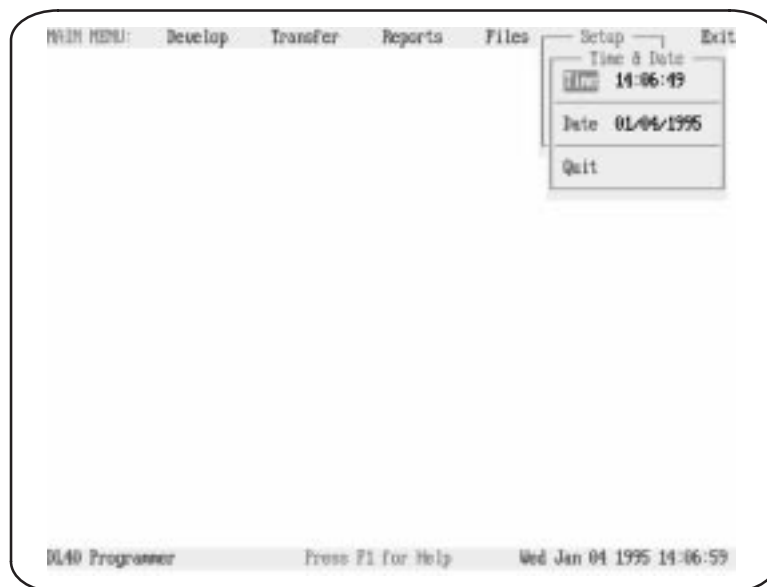 MAIN MENU: Develop Transfer Reports Files Setup Exit
Time & Date
Time 14:06:49
Date 01/04/1995
Quit
DL40 Programmer Press F1 for Help Wed Jan 04 1995 14:06:59